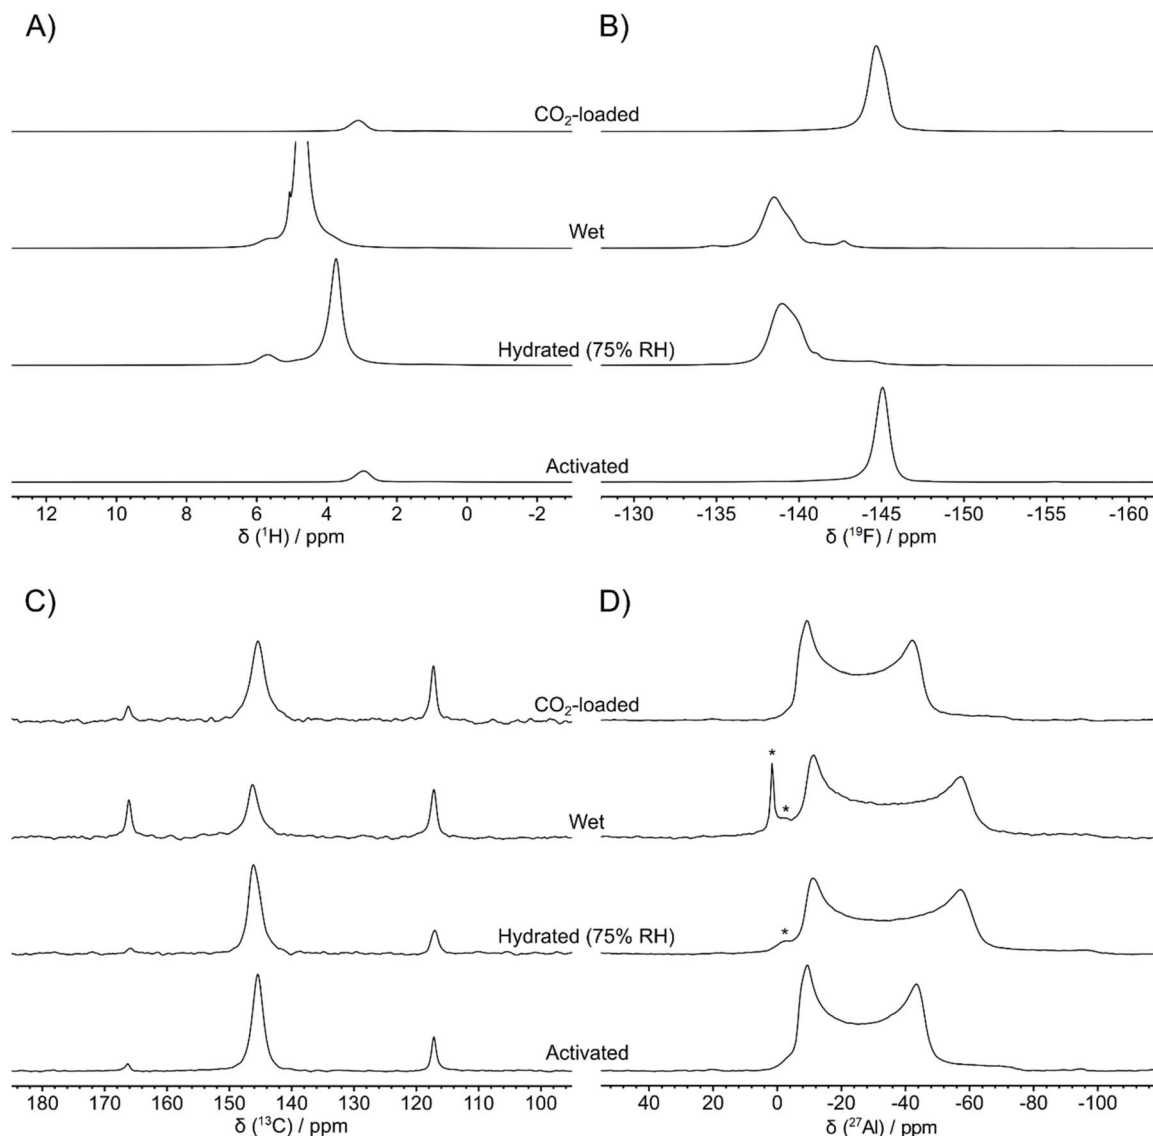 A)
B)
CO₂-loaded
Wet
Hydrated (75% RH)
Activated
12 10 8 6 4 2 0 -2
δ (¹H) / ppm
-130 -135 -140 -145 -150 -155 -160
δ (¹⁹F) / ppm
C)
D)
CO₂-loaded
*
Wet
*
Hydrated (75% RH)
*
Activated
180 170 160 150 140 130 120 110 100
δ (¹³C) / ppm
40 20 0 -20 -40 -60 -80 -100
δ (²⁷Al) / ppm